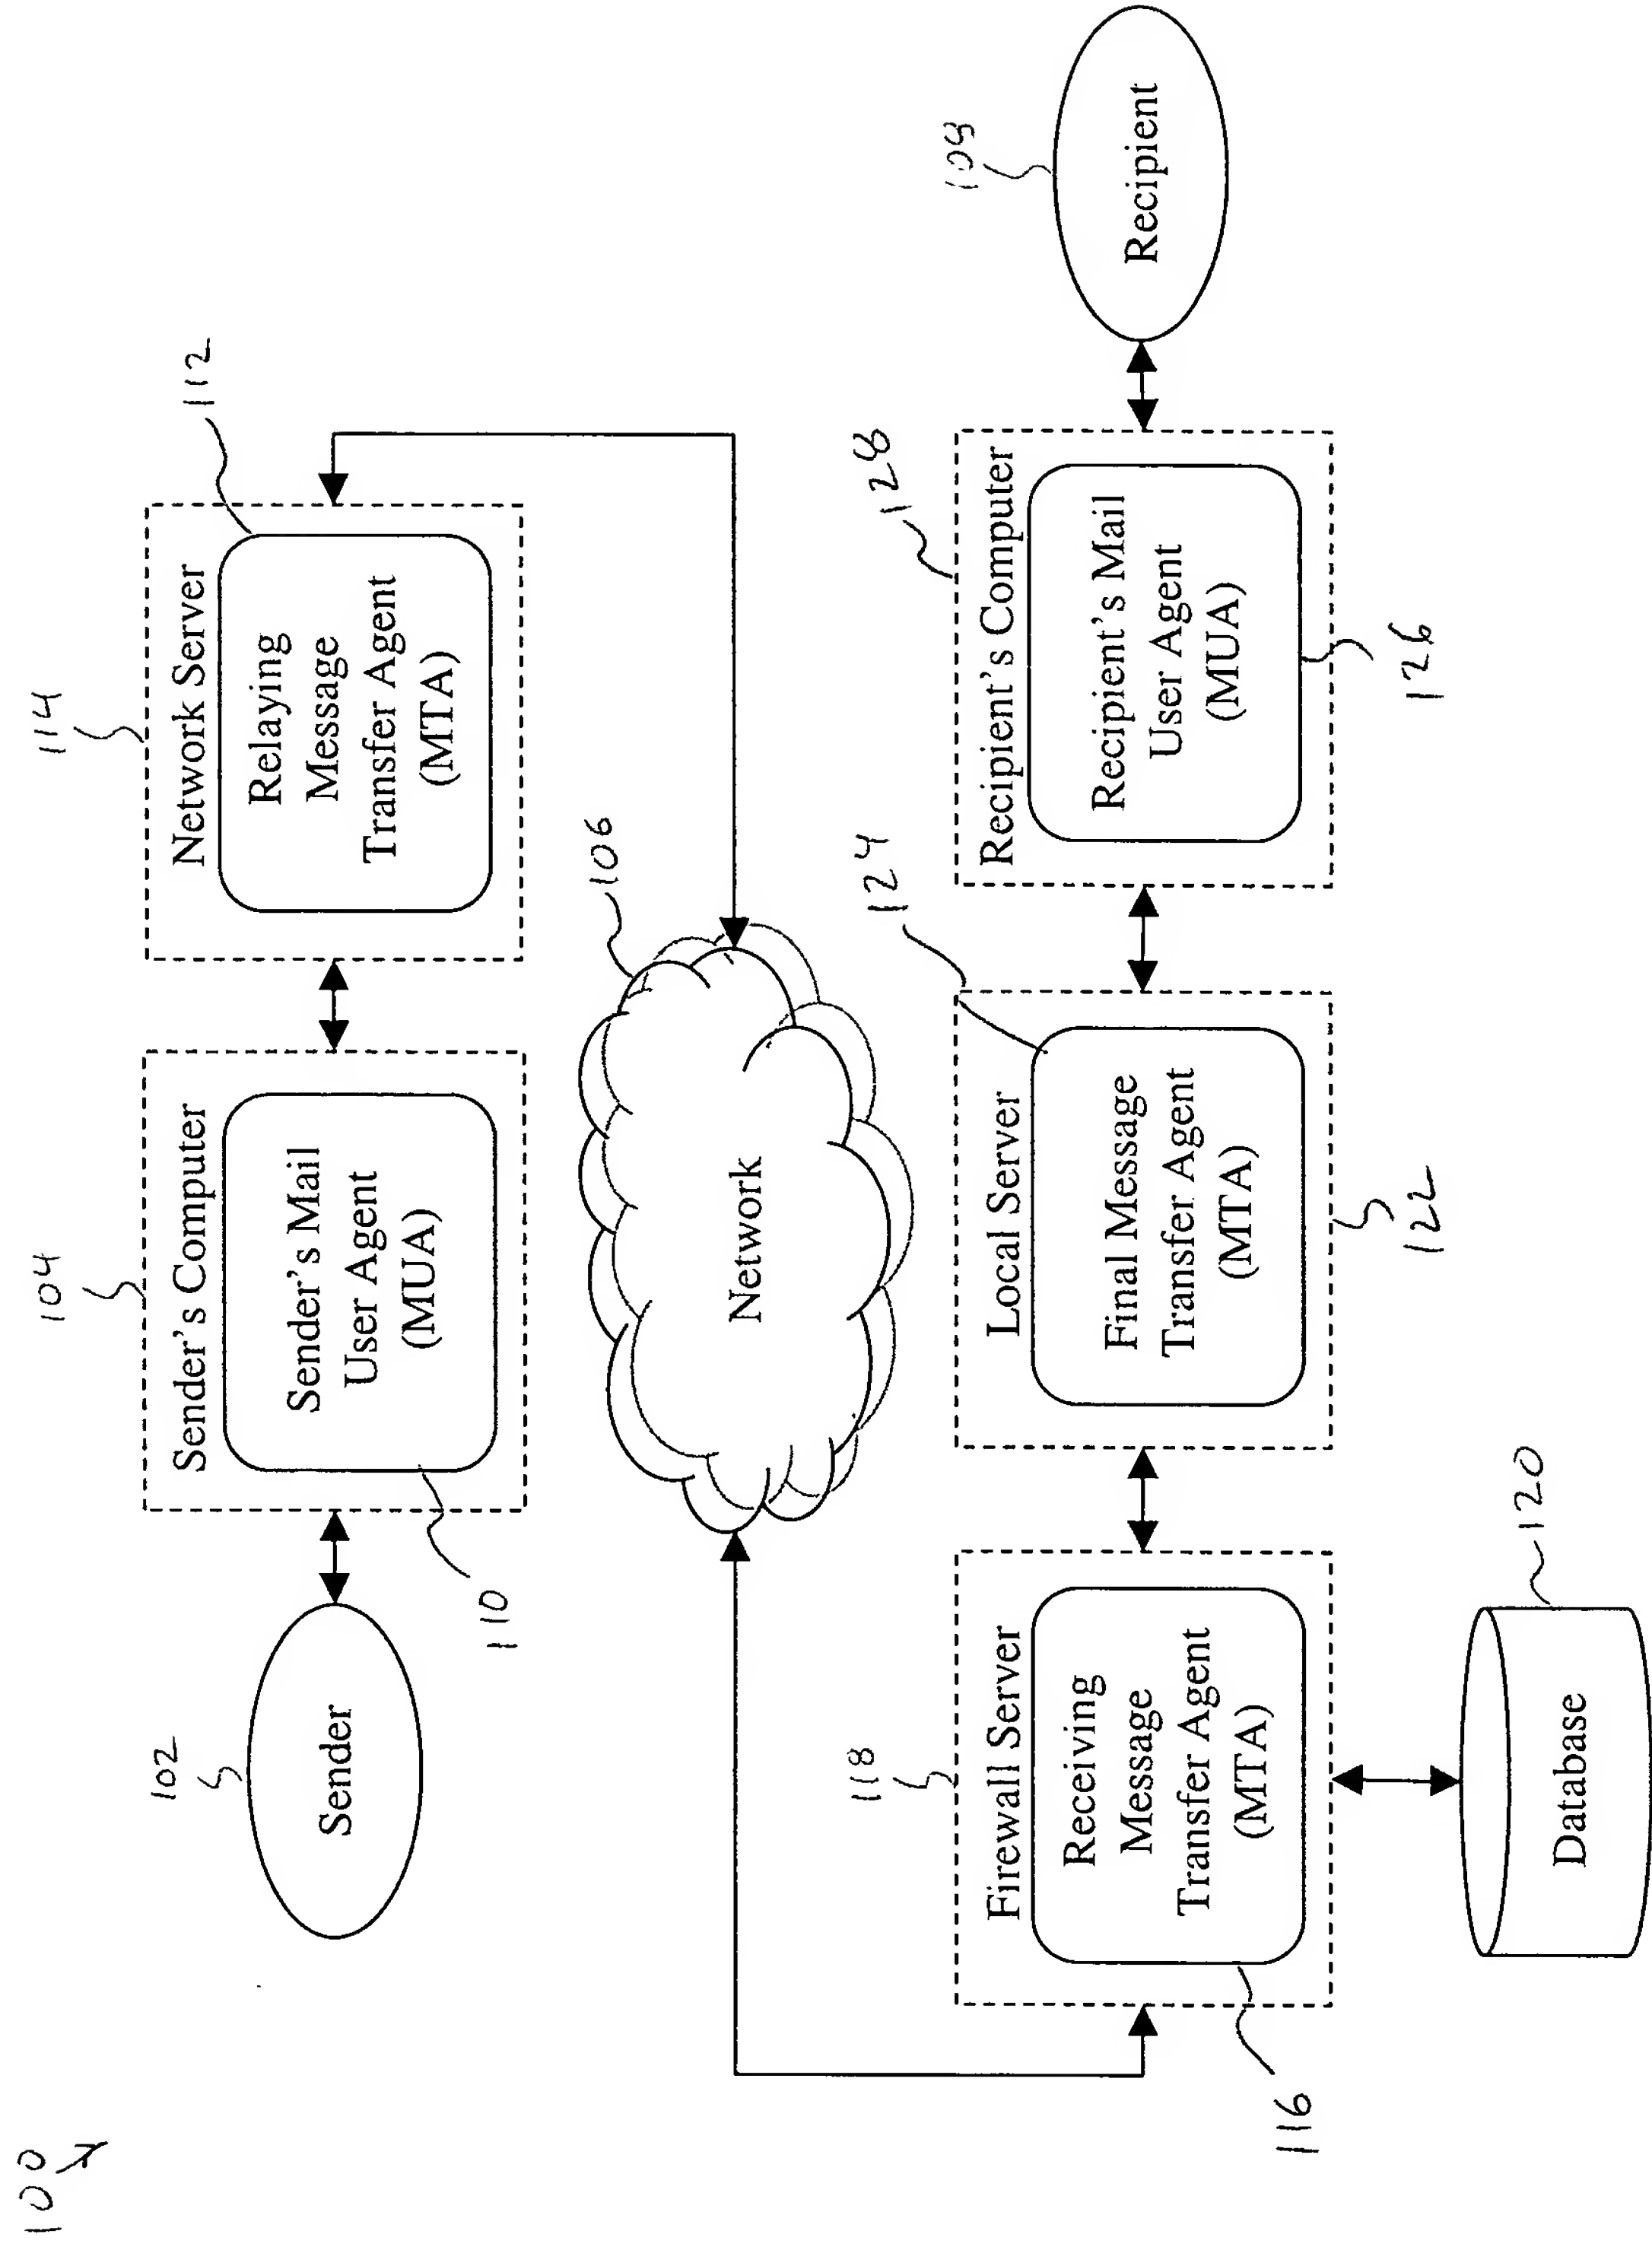 100
102
Sender
104
Sender's Computer
Sender's Mail
User Agent
(MUA)
110
114
Network Server
112
Relaying
Message
Transfer Agent
(MTA)
106
Network
118
Firewall Server
Receiving
Message
Transfer Agent
(MTA)
116
120
Database
124
Local Server
Final Message
Transfer Agent
(MTA)
122
128
Recipient's Computer
Recipient's Mail
User Agent
(MUA)
126
108
Recipient